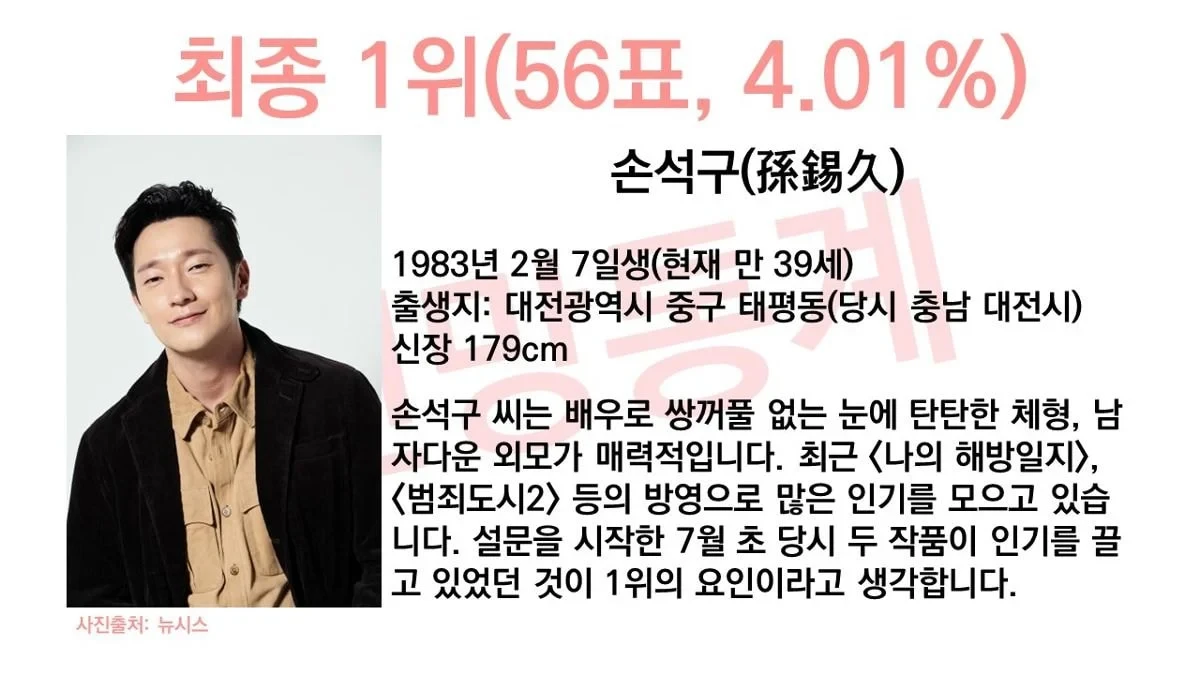 최종 1위(56표, 4.01%)
손석구(孫錫久)
1983년 2월 7일생(현재 만 39세)
출생지: 대전광역시 중구 태평동(당시 충남 대전시)
신장 179cm
손석구 씨는 배우로 쌍꺼풀 없는 눈에 탄탄한 체형, 남
자다운 외모가 매력적입니다. 최근 <나의 해방일지>,
<범죄도시2> 등의 방영으로 많은 인기를 모으고 있습
니다. 설문을 시작한 7월 초 당시 두 작품이 인기를 끌
고 있었던 것이 1위의 요인이라고 생각합니다.
사진출처: 뉴시스